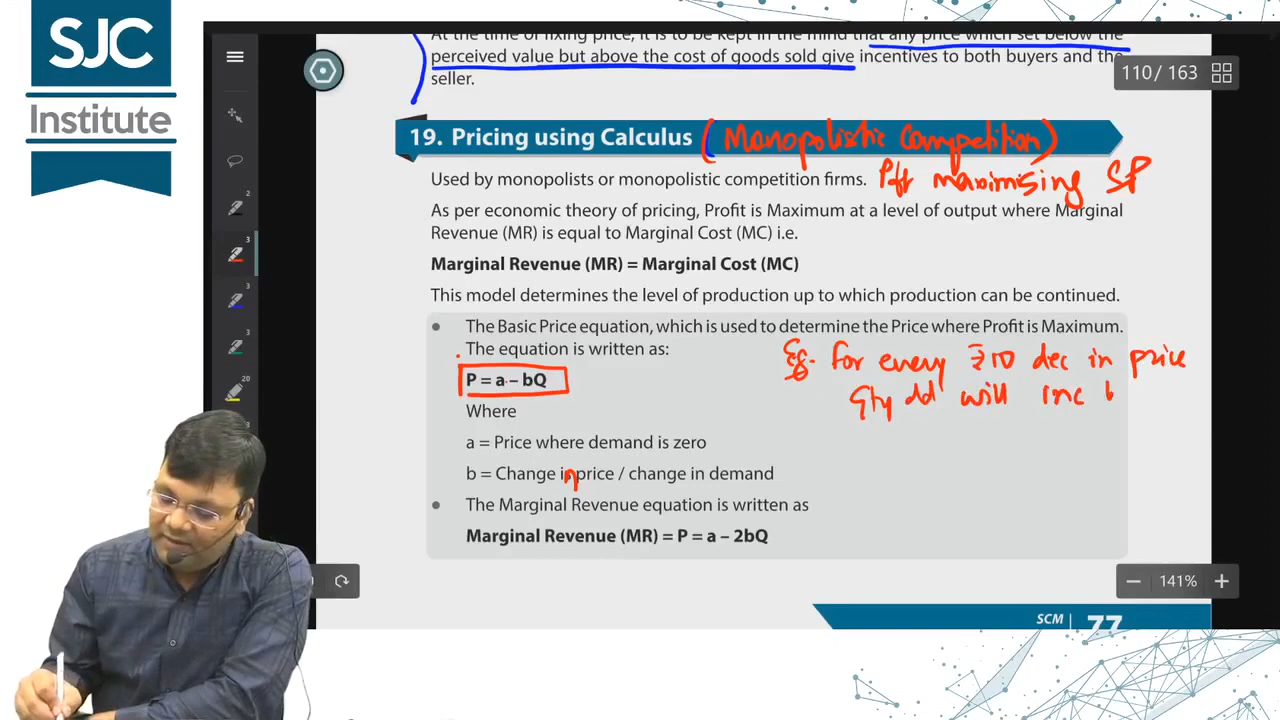 SJC
Institute
At the time of fixing price, it is to be kept in the mind that any price which set below the
perceived value but above the cost of goods sold give incentives to both buyers and the
seller.
110 / 163
19. Pricing using Calculus (Monopolistic Competition)
Used by monopolists or monopolistic competition firms. Pft maximising SP
As per economic theory of pricing, Profit is Maximum at a level of output where Marginal
Revenue (MR) is equal to Marginal Cost (MC) i.e.
Marginal Revenue (MR) = Marginal Cost (MC)
This model determines the level of production up to which production can be continued.
● The Basic Price equation, which is used to determine the Price where Profit is Maximum.
The equation is written as:
Eg. for every ₹10 dec in price
P = a – bQ
Qty dd will inc b
Where
a = Price where demand is zero
b = Change in price / change in demand
● The Marginal Revenue equation is written as
Marginal Revenue (MR) = P = a – 2bQ
141%
SCM 77
2
3
3
3
20